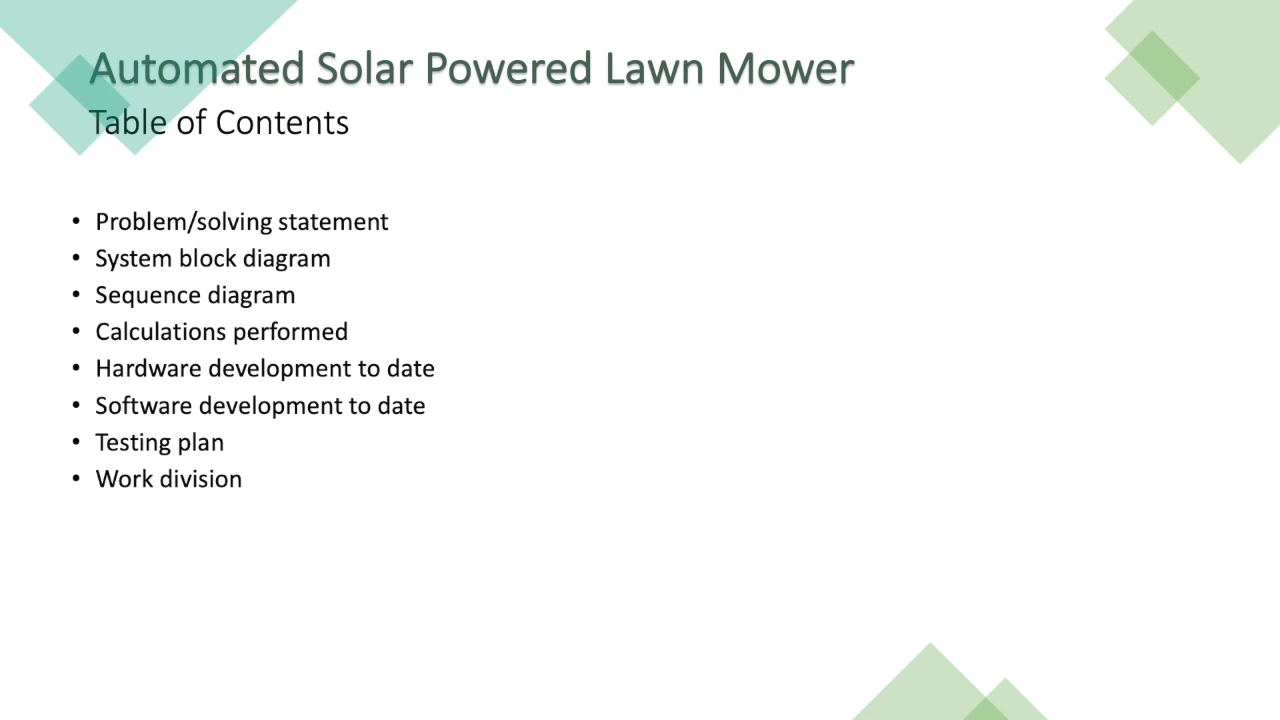 Automated Solar Powered Lawn Mower
Table of Contents
• Problem/solving statement
• System block diagram
• Sequence diagram
• Calculations performed
• Hardware development to date
• Software development to date
• Testing plan
• Work division